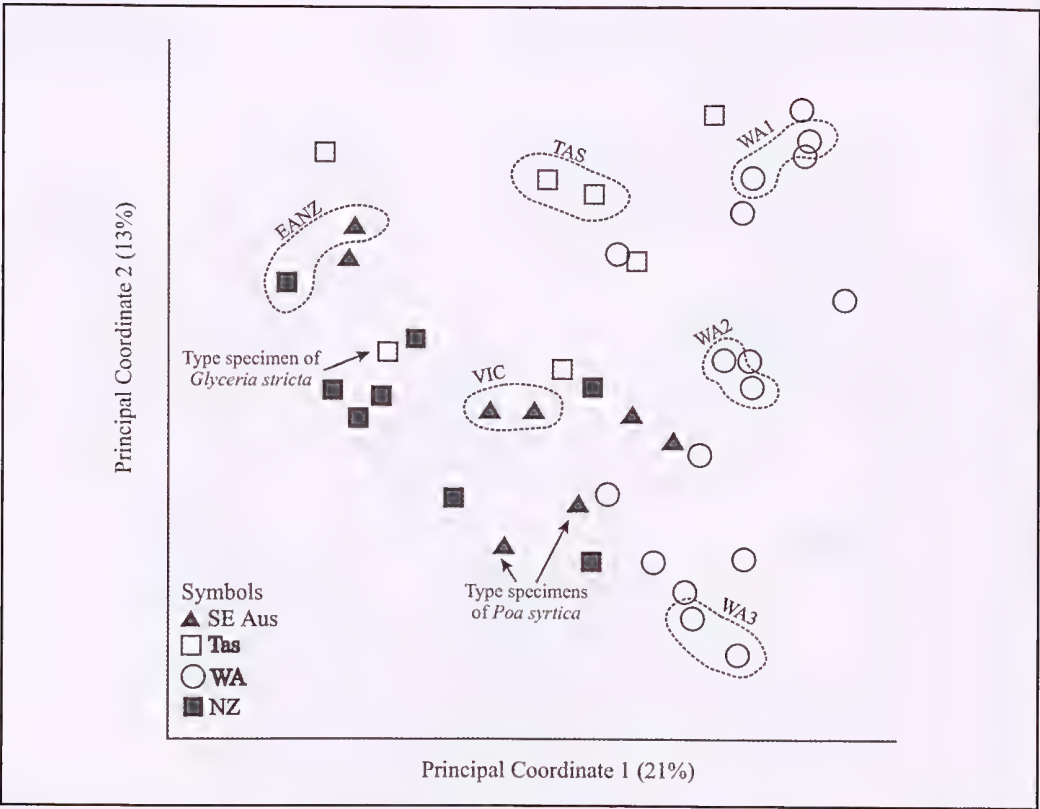 WA1
TAS
EANZ
WA2
Type specimen of
Glyceria stricta
VIC
Principal Coordinate 2 (13%)
Type specimens
of Poa syrtica
WA3
Symbols
SE Aus
Tas
WA
NZ
Principal Coordinate 1 (21%)